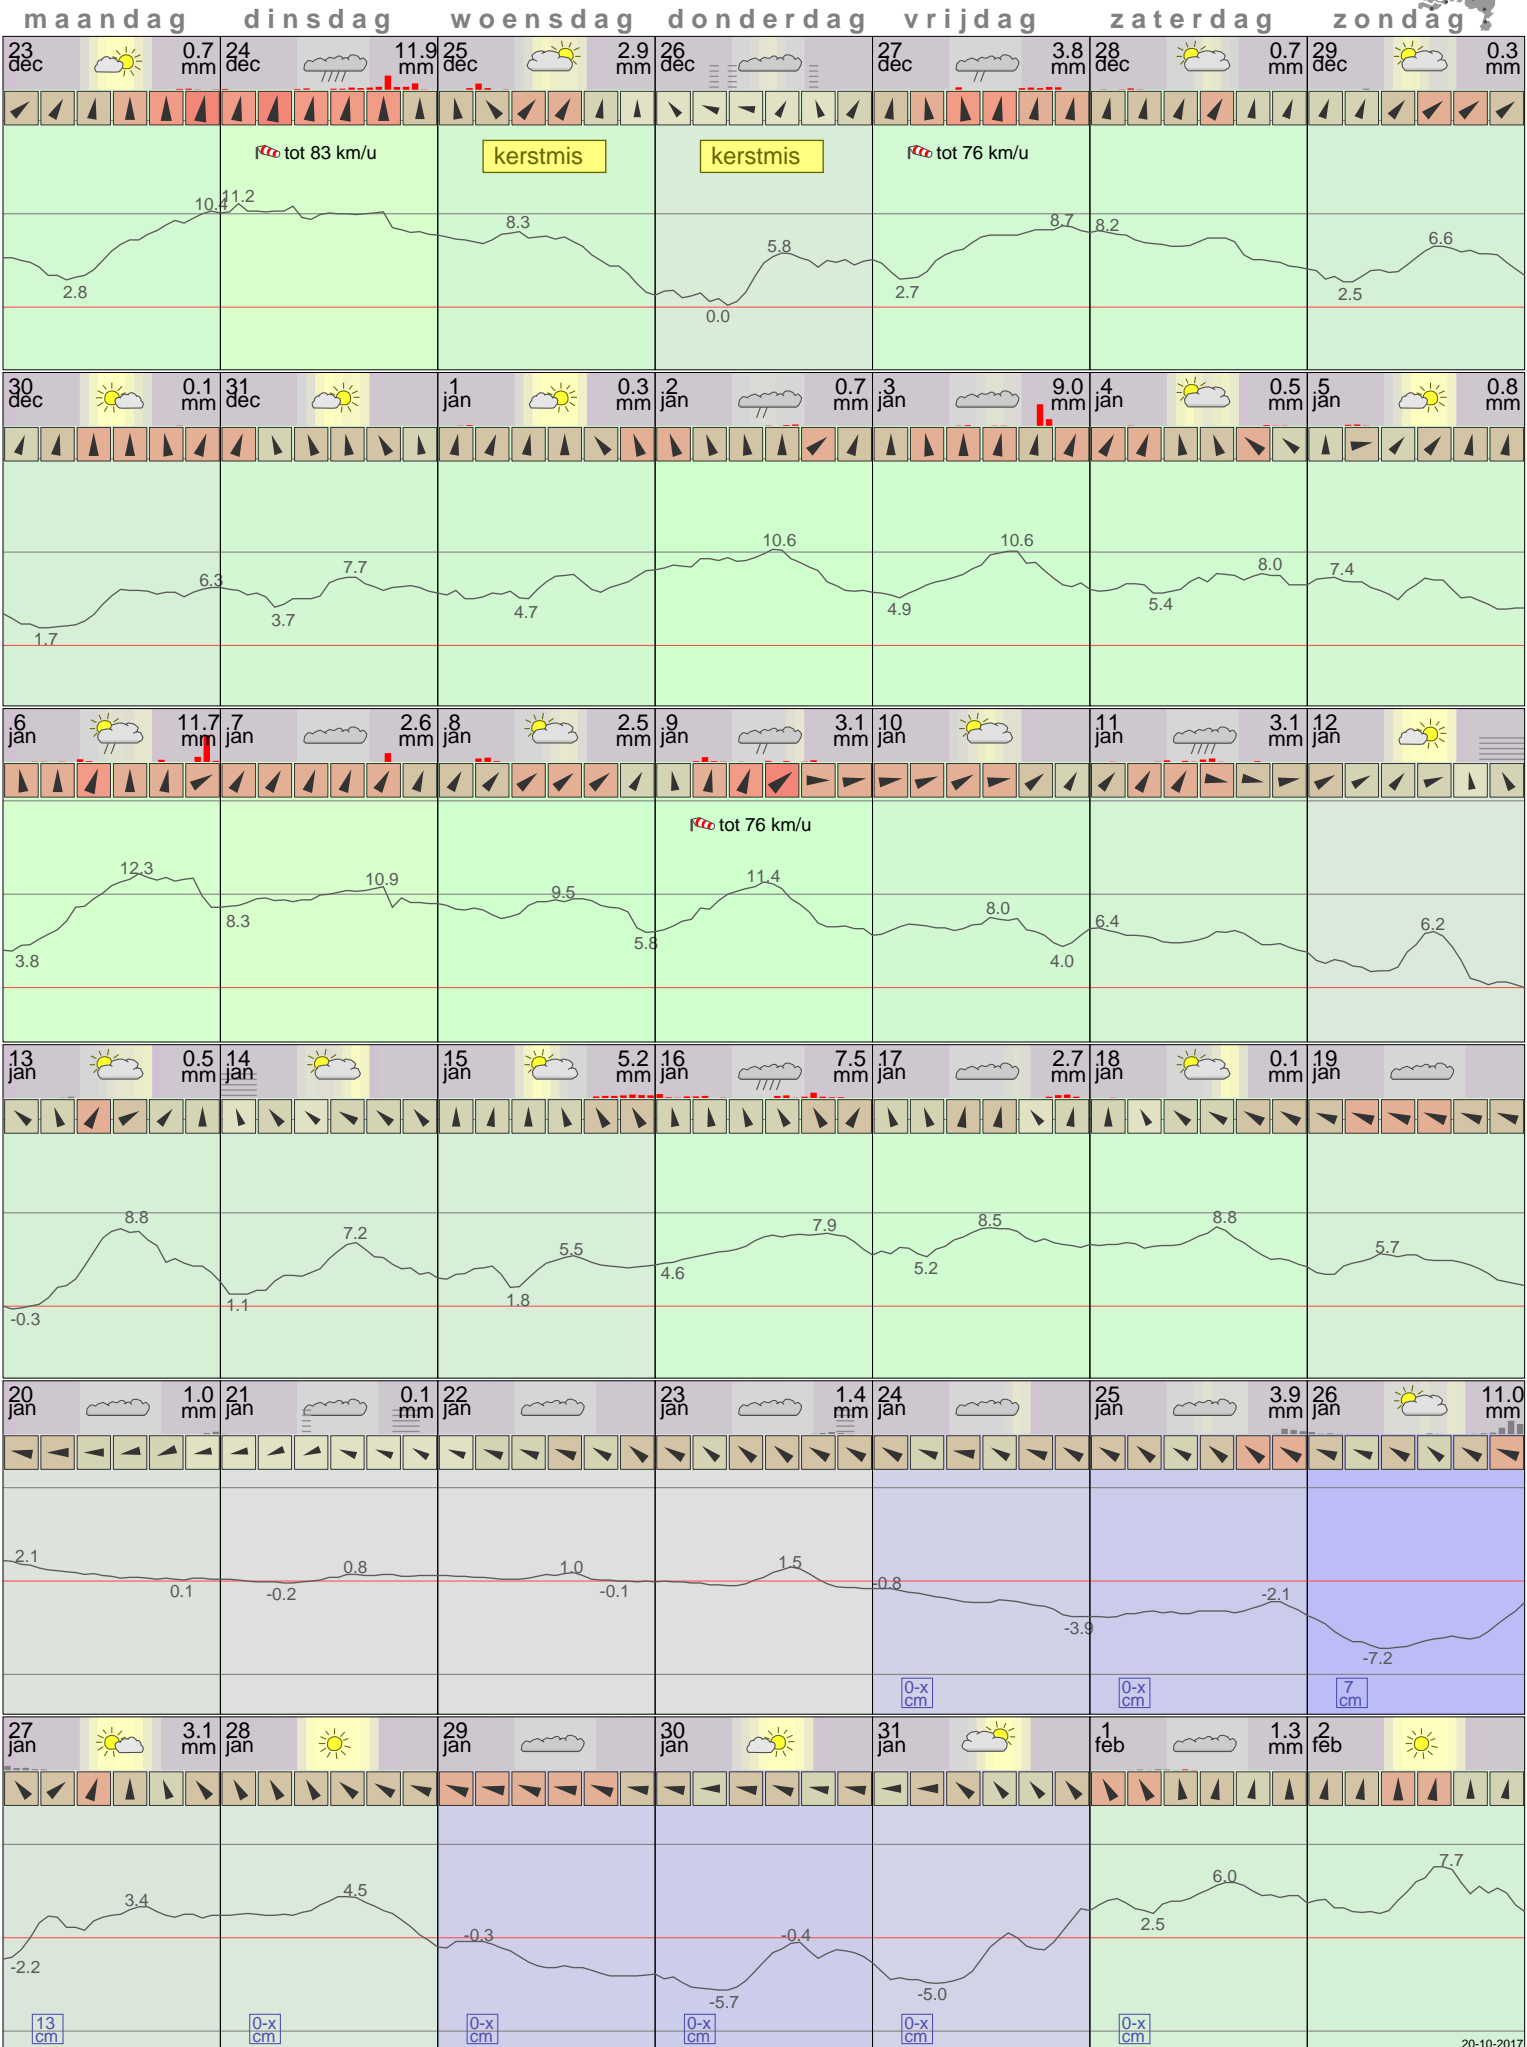 maandag dinsdag woensdag donderdag vrijdag zaterdag zondag
23 dec 0.7 mm
24 dec 11.9 mm
25 dec 2.9 mm
26 dec
27 dec 3.8 mm
28 dec 0.7 mm
29 dec 0.3 mm
tot 83 km/u
kerstmis
kerstmis
tot 76 km/u
10.4 11.2 8.3 5.8 8.7 8.2 6.6
2.8 0.0 2.7 2.5
30 dec 0.1 mm
31 dec
1 jan 0.3 mm
2 jan 0.7 mm
3 jan 9.0 mm
4 jan 0.5 mm
5 jan 0.8 mm
6.3 7.7 10.6 10.6 8.0 7.4
1.7 3.7 4.7 4.9 5.4
6 jan 11.7 mm
7 jan 2.6 mm
8 jan 2.5 mm
9 jan 3.1 mm
10 jan
11 jan 3.1 mm
12 jan
tot 76 km/u
12.3 10.9 9.5 11.4 8.0 6.4 6.2
3.8 8.3 5.8 4.0
13 jan 0.5 mm
14 jan
15 jan 5.2 mm
16 jan 7.5 mm
17 jan 2.7 mm
18 jan 0.1 mm
19 jan
8.8 7.2 5.5 7.9 8.5 8.8 5.7
-0.3 1.1 1.8 4.6 5.2
20 jan 1.0 mm
21 jan 0.1 mm
22 jan
23 jan 1.4 mm
24 jan
25 jan 3.9 mm
26 jan 11.0 mm
2.1 0.8 1.0 1.5 -0.8 -2.1
0.1 -0.2 -0.1 -3.9 -7.2
0-x cm
0-x cm
7 cm
27 jan 3.1 mm
28 jan
29 jan
30 jan
31 jan
1 feb 1.3 mm
2 feb
3.4 4.5 -0.3 -0.4 6.0 7.7
-2.2 -5.7 -5.0 2.5
13 cm
0-x cm
0-x cm
0-x cm
0-x cm
0-x cm
20-10-2017